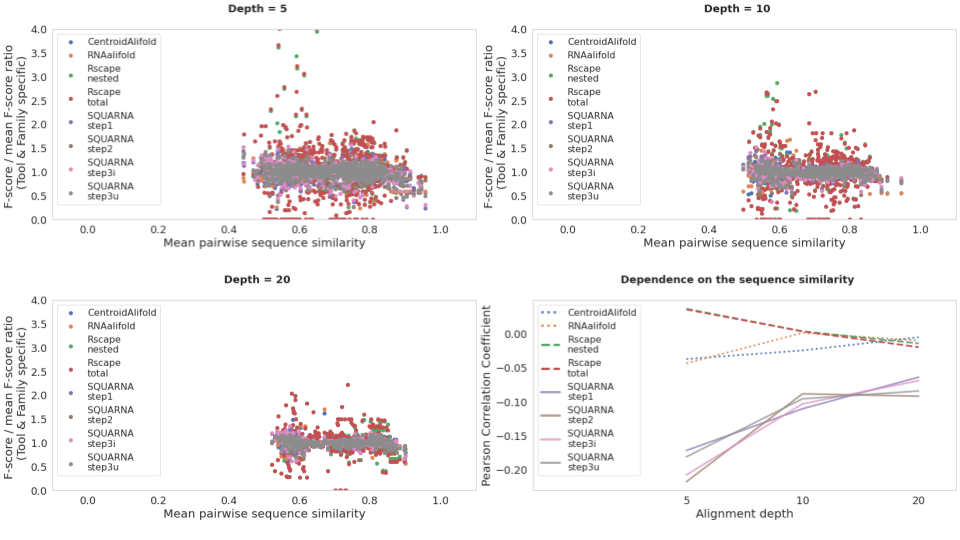 Depth = 5
F-score / mean F-score ratio
(Tool & Family specific)
4.0
3.5
3.0
2.5
2.0
1.5
1.0
0.5
0.0
CentroidAlifold
RNAalifold
Rscape
nested
Rscape
total
SQUARNA
step1
SQUARNA
step2
SQUARNA
step3i
SQUARNA
step3u
0.0 0.2 0.4 0.6 0.8 1.0
Mean pairwise sequence similarity
Depth = 10
F-score / mean F-score ratio
(Tool & Family specific)
4.0
3.5
3.0
2.5
2.0
1.5
1.0
0.5
0.0
CentroidAlifold
RNAalifold
Rscape
nested
Rscape
total
SQUARNA
step1
SQUARNA
step2
SQUARNA
step3i
SQUARNA
step3u
0.0 0.2 0.4 0.6 0.8 1.0
Mean pairwise sequence similarity
Depth = 20
F-score / mean F-score ratio
(Tool & Family specific)
4.0
3.5
3.0
2.5
2.0
1.5
1.0
0.5
0.0
CentroidAlifold
RNAalifold
Rscape
nested
Rscape
total
SQUARNA
step1
SQUARNA
step2
SQUARNA
step3i
SQUARNA
step3u
0.0 0.2 0.4 0.6 0.8 1.0
Mean pairwise sequence similarity
Dependence on the sequence similarity
Pearson Correlation Coefficient
0.00
−0.05
−0.10
−0.15
−0.20
CentroidAlifold
RNAalifold
Rscape
nested
Rscape
total
SQUARNA
step1
SQUARNA
step2
SQUARNA
step3i
SQUARNA
step3u
5 10 20
Alignment depth